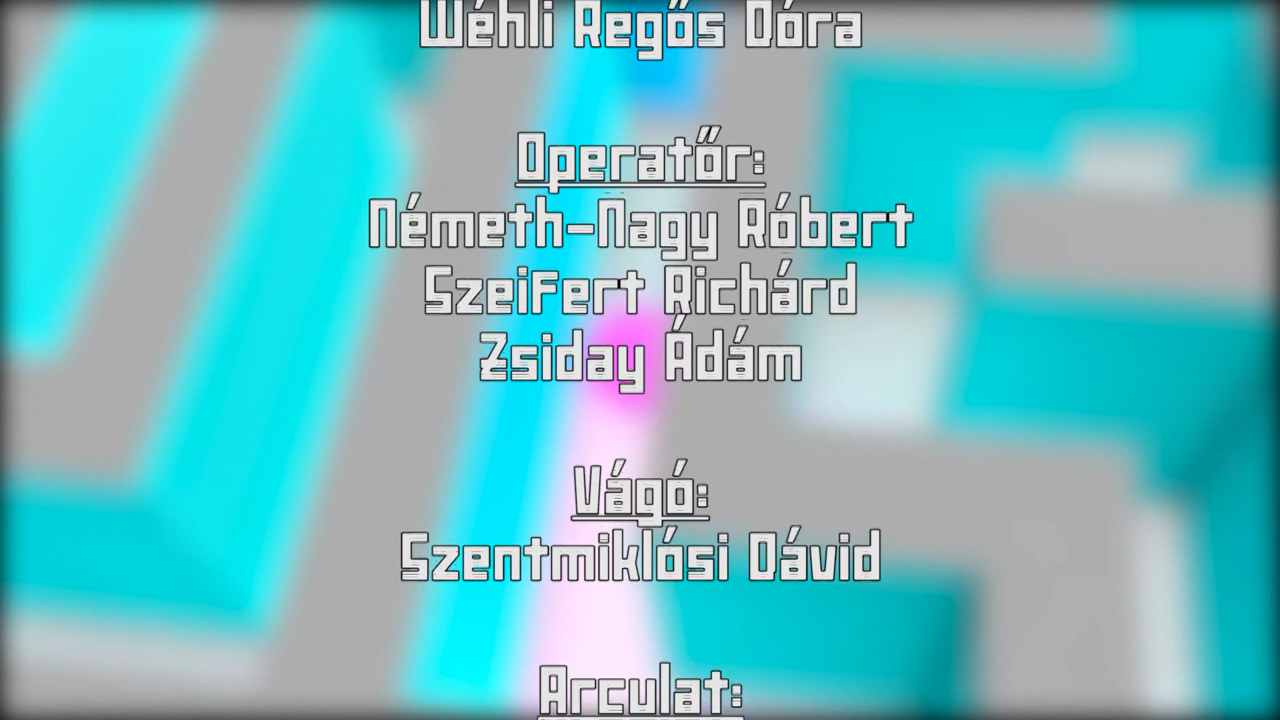 Wéhli Regős Dóra
Operatőr:
Németh-Nagy Róbert
Szeifert Richárd
Zsiday Ádám
Vágó:
Szentmiklósi Dávid
Arculat: